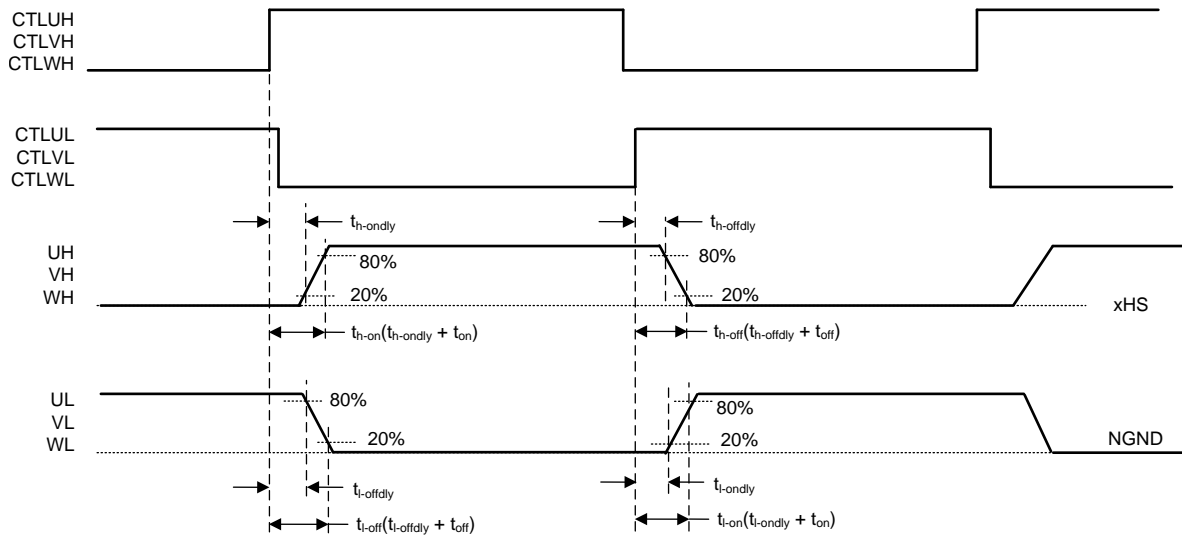 CTLUH
CTLVH
CTLWH
CTLUL
CTLVL
CTLWL
th-ondly
th-offdly
UH
VH
WH
80%
20%
80%
20%
xHS
th-on(th-ondly + ton)
th-off(th-offdly + toff)
UL
VL
WL
80%
20%
80%
20%
NGND
tl-offdly
tl-ondly
tl-off(tl-offdly + toff)
tl-on(tl-ondly + ton)